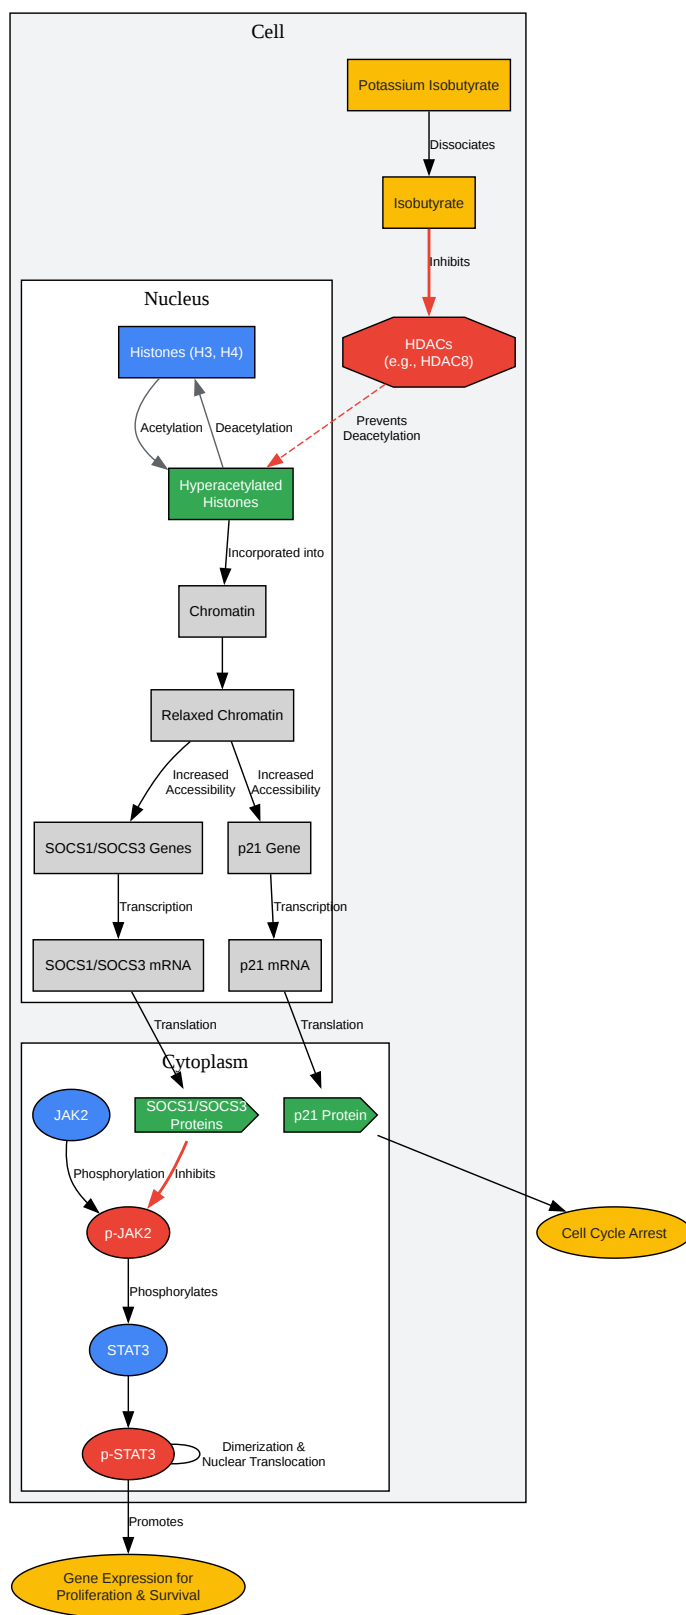 Cell
Potassium Isobutyrate
Dissociates
Isobutyrate
Inhibits
Nucleus
Histones (H3, H4)
HDACs
(e.g., HDAC8)
Acetylation
Deacetylation
Prevents
Deacetylation
Hyperacetylated
Histones
Incorporated into
Chromatin
Relaxed Chromatin
Increased
Accessibility
Increased
Accessibility
SOCS1/SOCS3 Genes
p21 Gene
Transcription
Transcription
SOCS1/SOCS3 mRNA
p21 mRNA
Translation
Translation
Cytoplasm
JAK2
SOCS1/SOCS3
Proteins
p21 Protein
Phosphorylation
Inhibits
p-JAK2
Cell Cycle Arrest
Phosphorylates
STAT3
p-STAT3
Dimerization &
Nuclear Translocation
Promotes
Gene Expression for
Proliferation & Survival